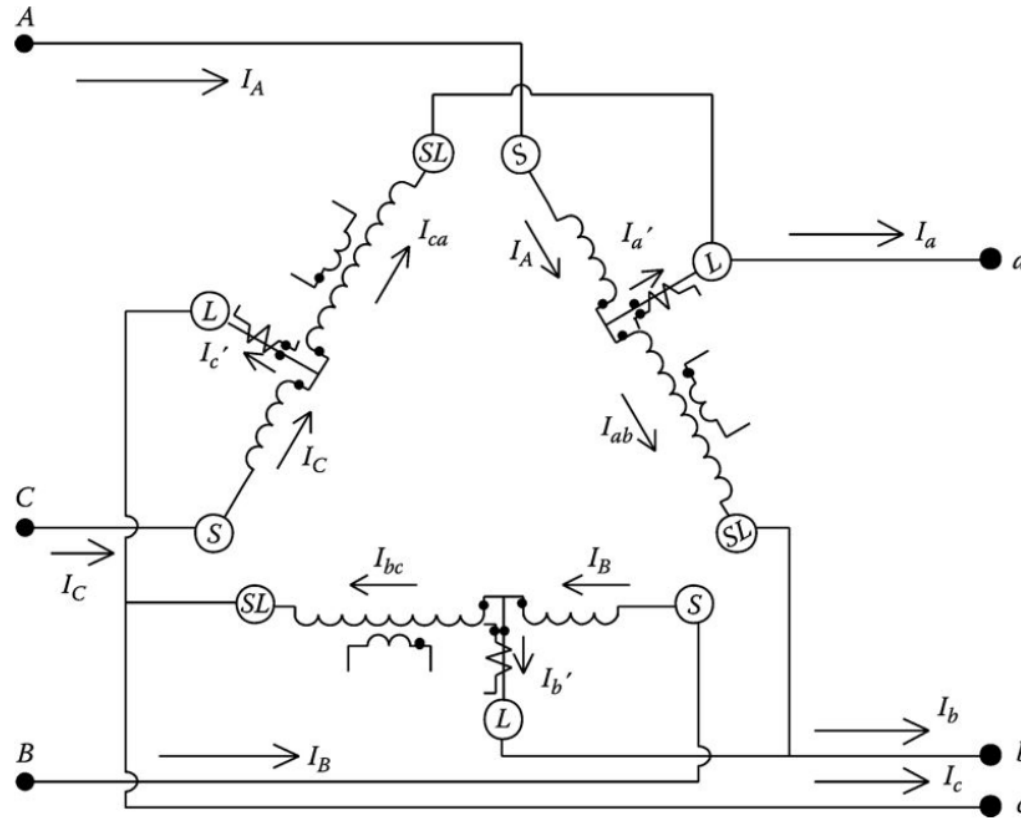 A
I_A
SL
S
I_ca
I_A
I_a′
L
I_a
L
I_c′
I_C
I_ab
C
S
I_C
SL
I_bc
I_B
SL
S
I_b′
L
I_b
B
I_B
I_c